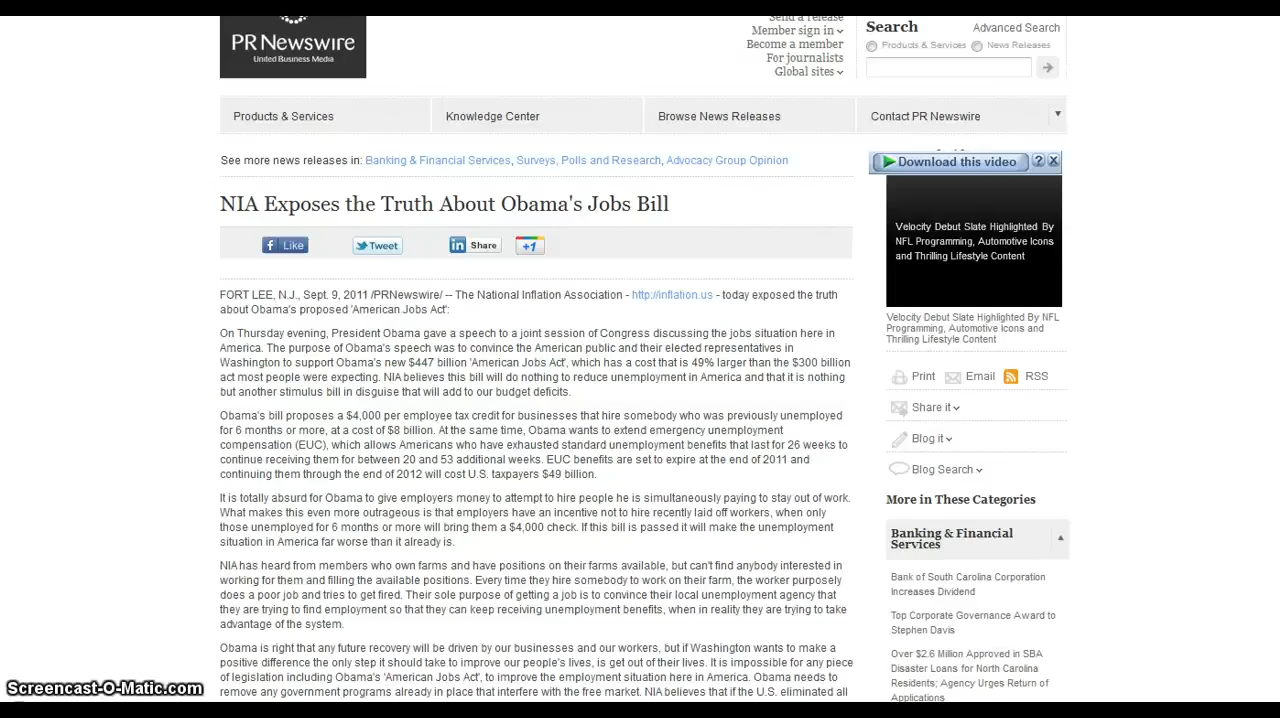 PR Newswire
United Business Media
Send a release
Member sign in
Become a member
For journalists
Global sites
Search
Advanced Search
Products & Services
News Releases
Products & Services
Knowledge Center
Browse News Releases
Contact PR Newswire
See more news releases in: Banking & Financial Services, Surveys, Polls and Research, Advocacy Group Opinion
NIA Exposes the Truth About Obama's Jobs Bill
Like
Tweet
in Share
+1
FORT LEE, N.J., Sept. 9, 2011 /PRNewswire/ -- The National Inflation Association - http://inflation.us - today exposed the truth
about Obama's proposed 'American Jobs Act':
On Thursday evening, President Obama gave a speech to a joint session of Congress discussing the jobs situation here in
America. The purpose of Obama's speech was to convince the American public and their elected representatives in
Washington to support Obama's new $447 billion 'American Jobs Act', which has a cost that is 49% larger than the $300 billion
act most people were expecting. NIA believes this bill will do nothing to reduce unemployment in America and that it is nothing
but another stimulus bill in disguise that will add to our budget deficits.
Obama's bill proposes a $4,000 per employee tax credit for businesses that hire somebody who was previously unemployed
for 6 months or more, at a cost of $8 billion. At the same time, Obama wants to extend emergency unemployment
compensation (EUC), which allows Americans who have exhausted standard unemployment benefits that last for 26 weeks to
continue receiving them for between 20 and 53 additional weeks. EUC benefits are set to expire at the end of 2011 and
continuing them through the end of 2012 will cost U.S. taxpayers $49 billion.
It is totally absurd for Obama to give employers money to attempt to hire people he is simultaneously paying to stay out of work.
What makes this even more outrageous is that employers have an incentive not to hire recently laid off workers, when only
those unemployed for 6 months or more will bring them a $4,000 check. If this bill is passed it will make the unemployment
situation in America far worse than it already is.
NIA has heard from members who own farms and have positions on their farms available, but can't find anybody interested in
working for them and filling the available positions. Every time they hire somebody to work on their farm, the worker purposely
does a poor job and tries to get fired. Their sole purpose of getting a job is to convince their local unemployment agency that
they are trying to find employment so that they can keep receiving unemployment benefits, when in reality they are trying to take
advantage of the system.
Obama is right that any future recovery will be driven by our businesses and our workers, but if Washington wants to make a
positive difference the only step it should take to improve our people's lives, is get out of their lives. It is impossible for any piece
of legislation including Obama's 'American Jobs Act', to improve the employment situation here in America. Obama needs to
remove any government programs already in place that interfere with the free market. NIA believes that if the U.S. eliminated all
Download this video
? X
Velocity Debut Slate Highlighted By
NFL Programming, Automotive Icons
and Thrilling Lifestyle Content
Velocity Debut Slate Highlighted By NFL
Programming, Automotive Icons and
Thrilling Lifestyle Content
Print Email RSS
Share it
Blog it
Blog Search
More in These Categories
Banking & Financial
Services
Bank of South Carolina Corporation
Increases Dividend
Top Corporate Governance Award to
Stephen Davis
Over $2.6 Million Approved in SBA
Disaster Loans for North Carolina
Residents; Agency Urges Return of
Applications
Screencast-O-Matic.com